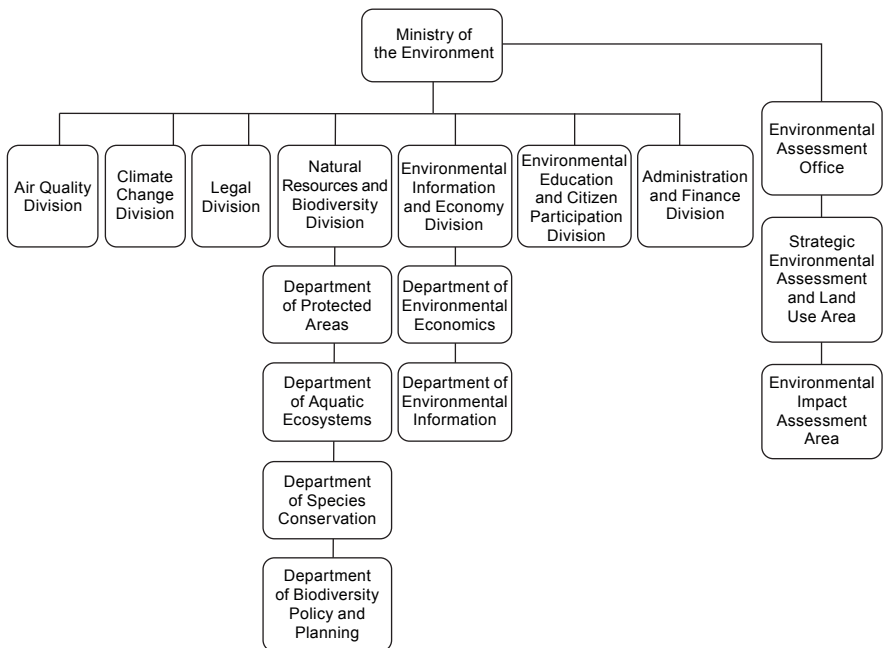 Ministry of
the Environment
Air Quality
Division
Climate
Change
Division
Legal
Division
Natural
Resources and
Biodiversity
Division
Environmental
Information
and Economy
Division
Environmental
Education
and Citizen
Participation
Division
Administration
and Finance
Division
Environmental
Assessment
Office
Department
of Protected
Areas
Department of
Environmental
Economics
Strategic
Environmental
Assessment
and Land
Use Area
Department
of Aquatic
Ecosystems
Department of
Environmental
Information
Environmental
Impact
Assessment
Area
Department
of Species
Conservation
Department
of Biodiversity
Policy and
Planning